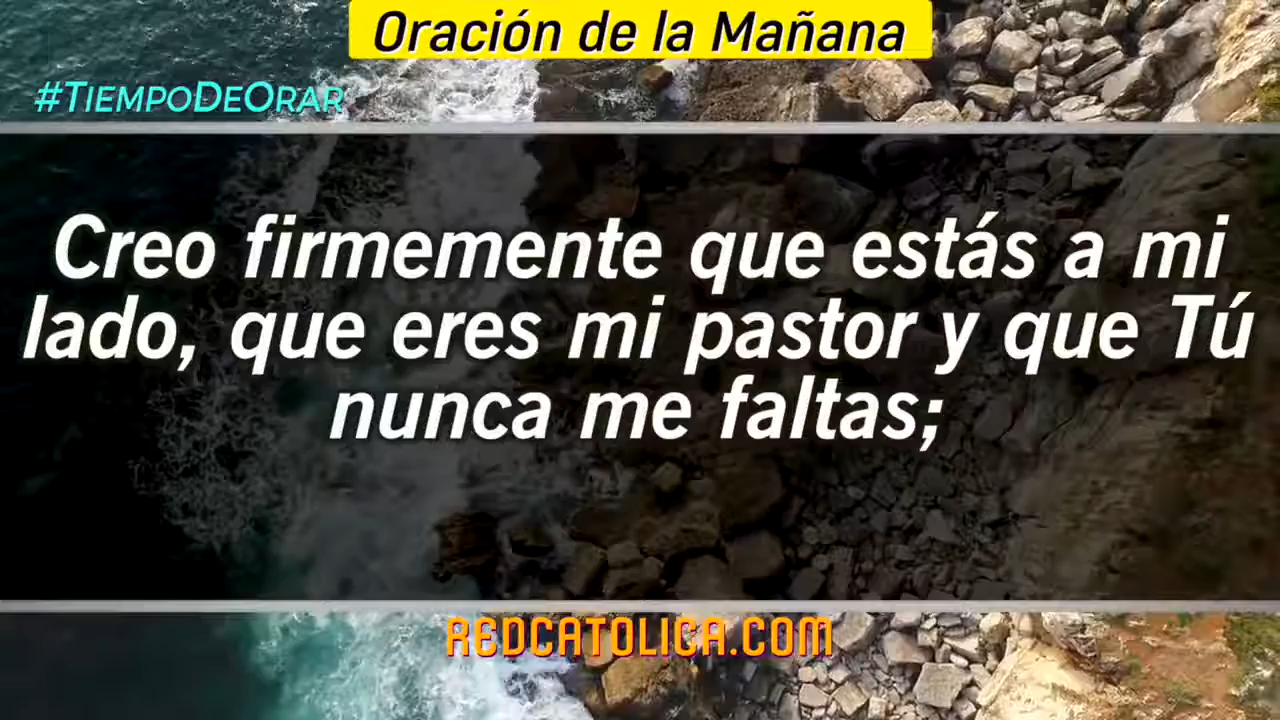 Oración de la Mañana
#TiempoDeOrar
Creo firmemente que estás a mi
lado, que eres mi pastor y que Tú
nunca me faltas;
REDCATOLICA.COM